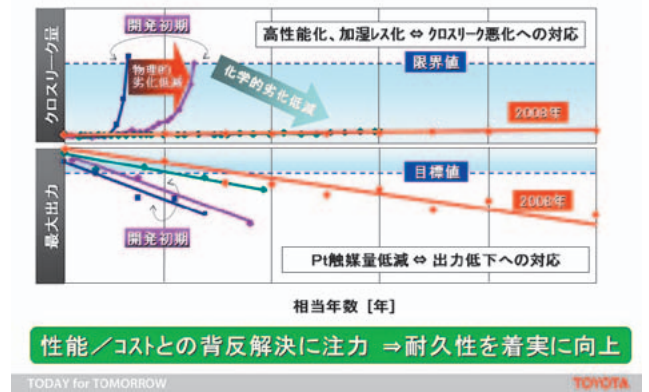 クロスリーク量
開発初期
高性能化、加湿レス化 ⇔ クロスリーク悪化への対応
物理的
劣化低減
化学的劣化低減
限界値
2008年
最大出力
目標値
2008年
開発初期
Pt触媒量低減 ⇔ 出力低下への対応
相当年数 [年]
性能／コストとの背反解決に注力 ⇒耐久性を着実に向上
TODAY for TOMORROW
TOYOTA